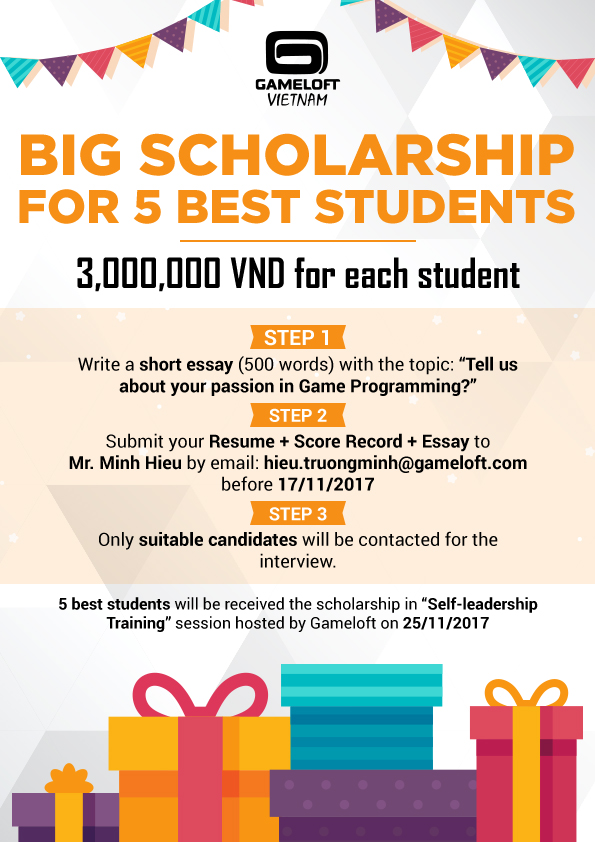 GAMELOFT
VIETNAM
BIG SCHOLARSHIP
FOR 5 BEST STUDENTS
3,000,000 VND for each student
STEP 1
Write a short essay (500 words) with the topic: “Tell us
about your passion in Game Programming?”
STEP 2
Submit your Resume + Score Record + Essay to
Mr. Minh Hieu by email: hieu.truongminh@gameloft.com
before 17/11/2017
STEP 3
Only suitable candidates will be contacted for the
interview.
5 best students will be received the scholarship in “Self-leadership
Training” session hosted by Gameloft on 25/11/2017